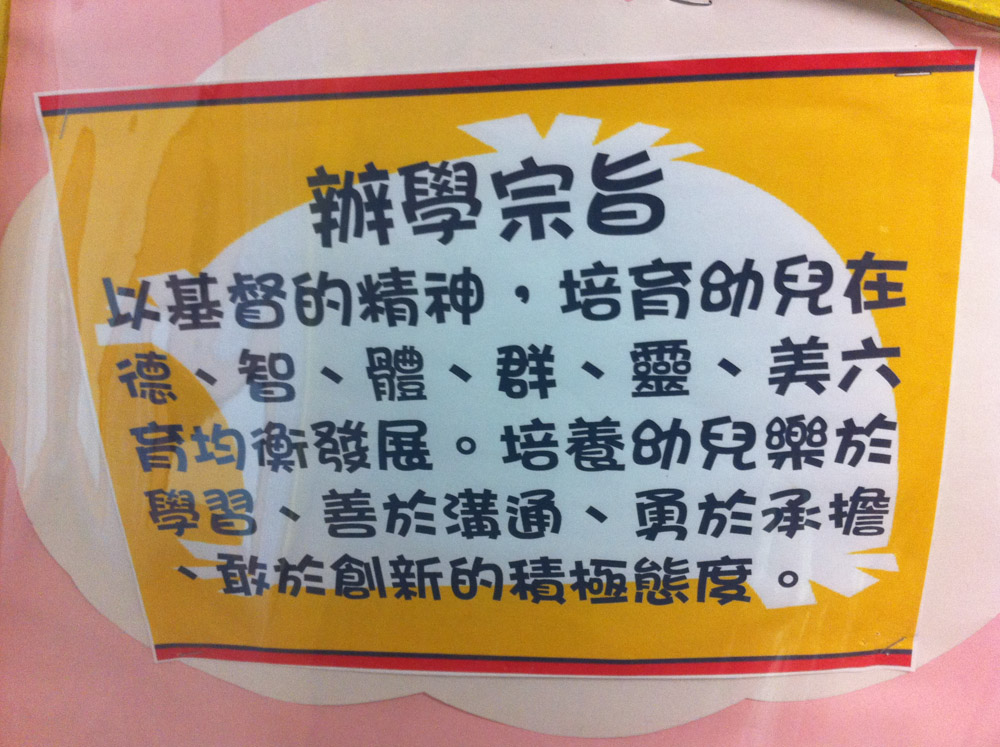 辦學宗旨
以基督的精神，培育幼兒在
德、智、體、群、靈、美六
育均衡發展。培養幼兒樂於
學習、善於溝通、勇於承擔
、敢於創新的積極態度。